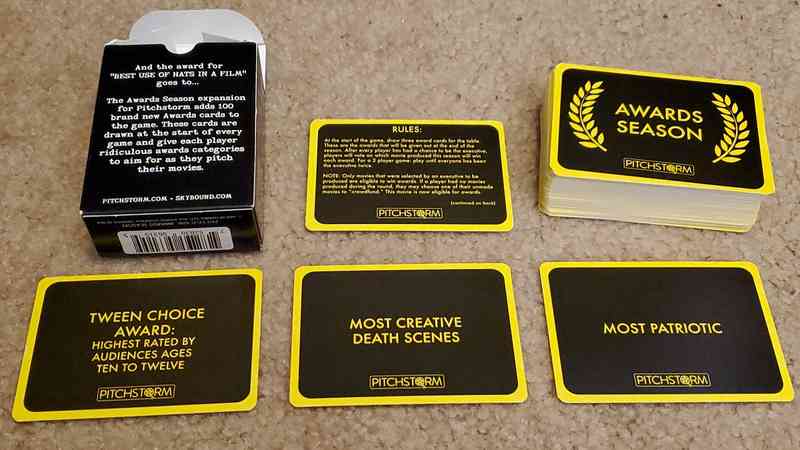 And the award for
"BEST USE OF HATS IN A FILM"
goes to...
The Awards Season expansion
for Pitchstorm adds 100
brand new Awards cards to
the game. These cards are
drawn at the start of every
game and give each player
ridiculous awards categories
to aim for as they pitch
their movies.
PITCHSTORM.COM • SKYBOUND.COM
RULES:
At the start of the game, draw three award cards for the table.
These are the awards that will given out at the end of the
season. After every player has had a chance to be the executive,
players will vote on which movie produced this season will win
each award. For a 3 player game, play until everyone has been
the executive twice.
NOTE: Only movies that were selected by an executive to be
produced are eligible to win awards. If a player had no movies
produced during the round, they may choose one of their unmade
movies to "crowdfund." This movie is now eligible for awards.
(continued on back)
PITCHSTORM
AWARDS
SEASON
PITCHSTORM
TWEEN CHOICE
AWARD:
HIGHEST RATED BY
AUDIENCES AGES
TEN TO TWELVE
PITCHSTORM
MOST CREATIVE
DEATH SCENES
PITCHSTORM
MOST PATRIOTIC
PITCHSTORM